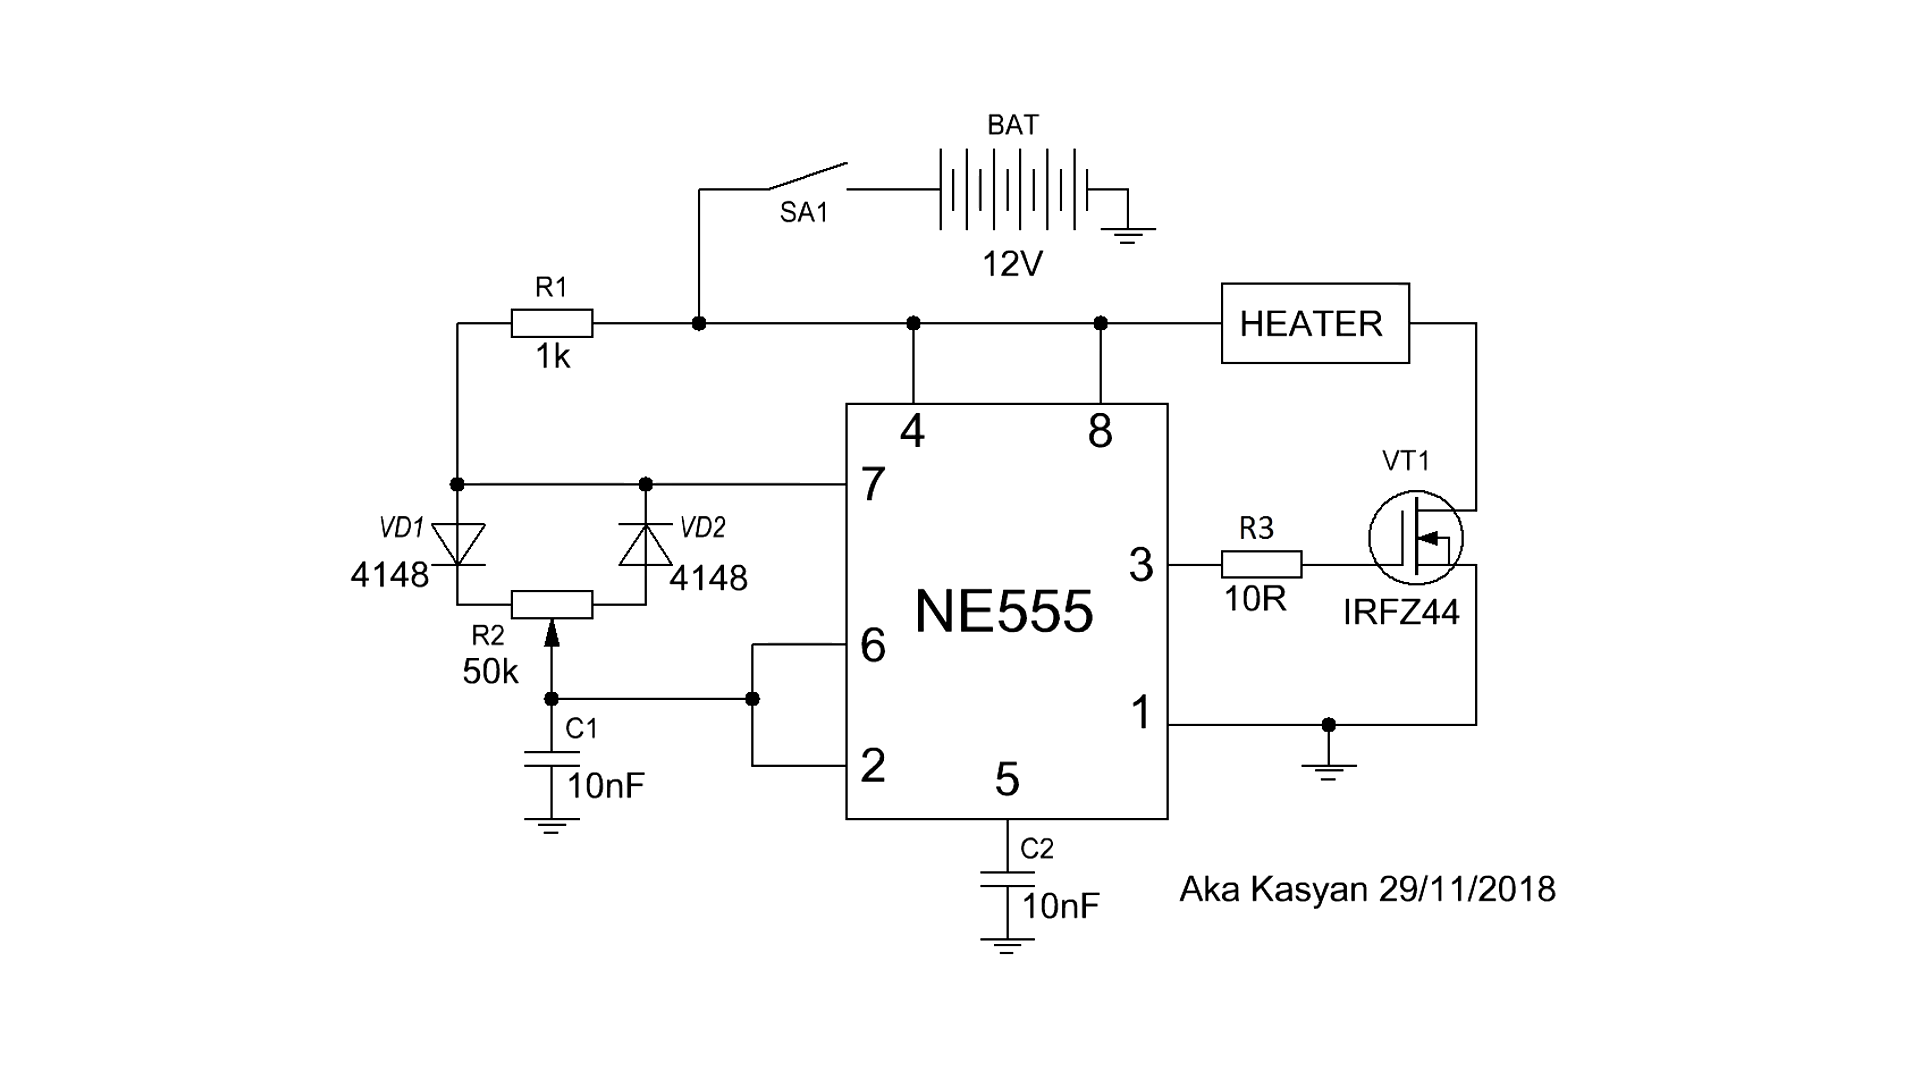 BAT
SA1
12V
R1
1k
HEATER
4 8
7
VT1
VD1
VD2
4148
4148
3
R3
10R
NE555
IRFZ44
R2
50k
6
1
C1
10nF
2
5
C2
10nF
Aka Kasyan 29/11/2018